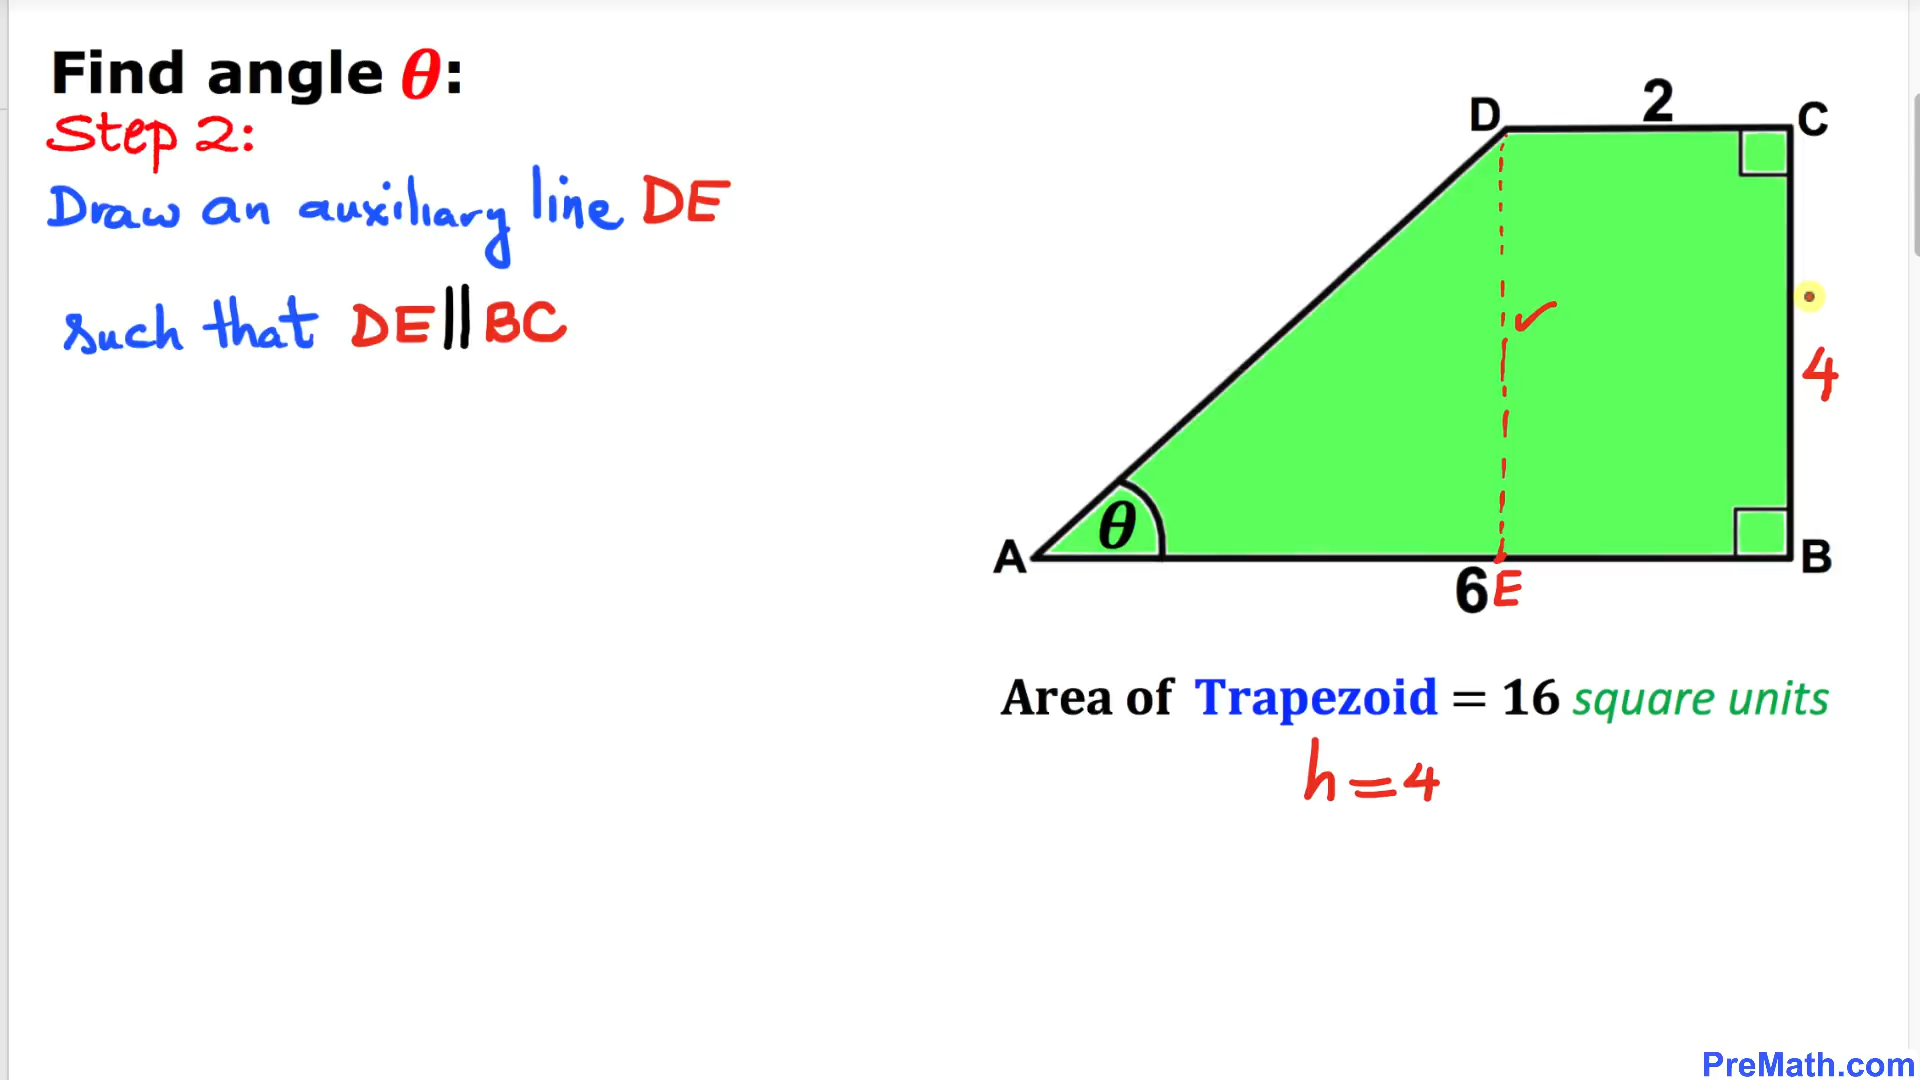 Find angle θ:
Step 2:
Draw an auxiliary line DE
such that DE||BC
D 2 C
4
θ
A B
6 E
Area of Trapezoid = 16 square units
h=4
PreMath.com